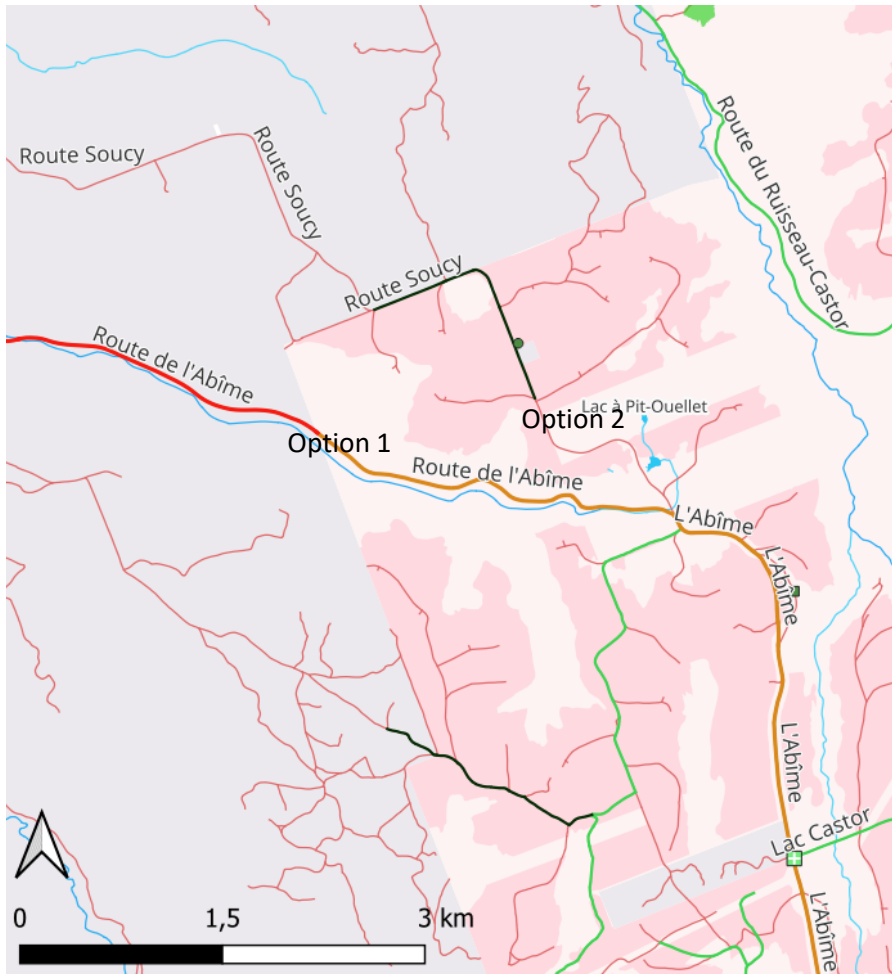 Route du Ruisseau-Castor
Route Soucy
Route Soucy
Route Soucy
Route de l'Abîme
Lac à Pit-Ouellet
Option 2
Option 1
Route de l'Abîme
L'Abîme
L'Abîme
L'Abîme
Lac Castor
L'Abîme
0 1,5 3 km